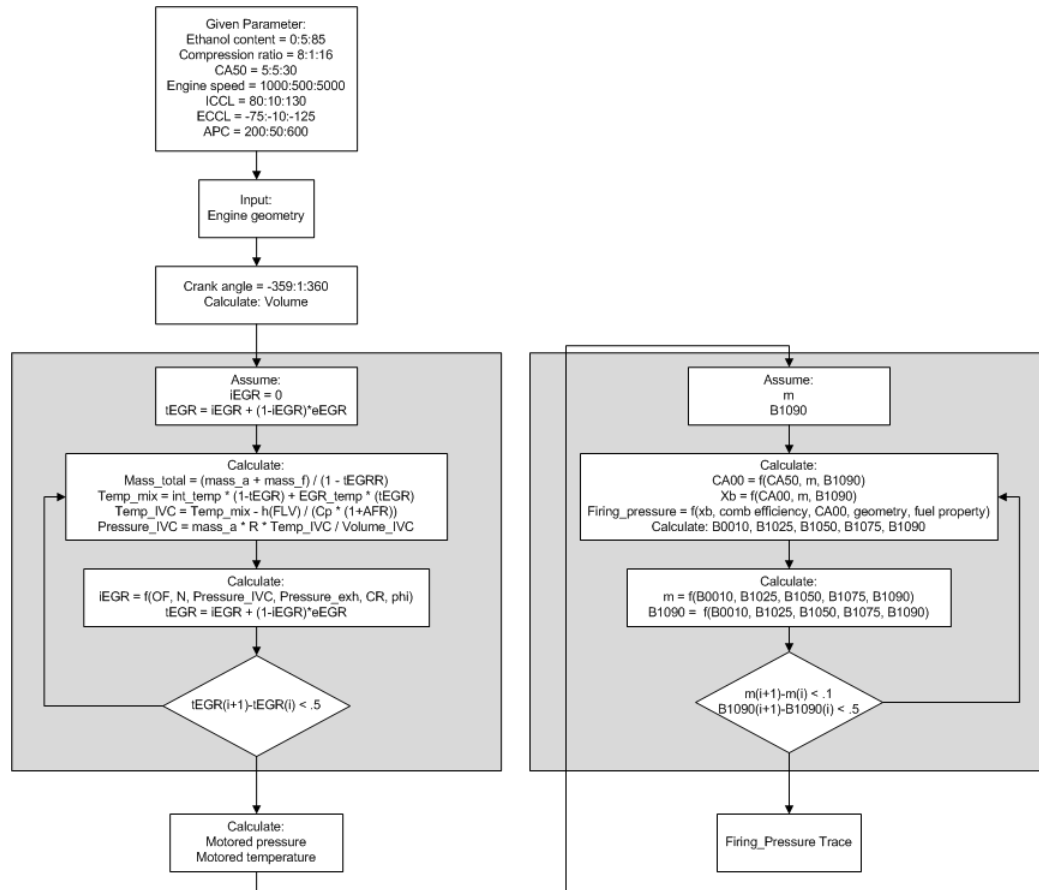 Given Parameter:
Ethanol content = 0:5:85
Compression ratio = 8:1:16
CA50 = 5:5:30
Engine speed = 1000:500:5000
ICCL = 80:10:130
ECCL = -75:-10:-125
APC = 200:50:600
Input:
Engine geometry
Crank angle = -359:1:360
Calculate: Volume
Assume:
iEGR = 0
tEGR = iEGR + (1-iEGR)*eEGR
Calculate:
Mass_total = (mass_a + mass_f) / (1 - tEGRR)
Temp_mix = int_temp * (1-tEGR) + EGR_temp * (tEGR)
Temp_IVC = Temp_mix - h(FLV) / (Cp * (1+AFR))
Pressure_IVC = mass_a * R * Temp_IVC / Volume_IVC
Calculate:
iEGR = f(OF, N, Pressure_IVC, Pressure_exh, CR, phi)
tEGR = iEGR + (1-iEGR)*eEGR
tEGR(i+1)-tEGR(i) < .5
Calculate:
Motored pressure
Motored temperature
Assume:
m
B1090
Calculate:
CA00 = f(CA50, m, B1090)
Xb = f(CA00, m, B1090)
Firing_pressure = f(xb, comb efficiency, CA00, geometry, fuel property)
Calculate: B0010, B1025, B1050, B1075, B1090
Calculate:
m = f(B0010, B1025, B1050, B1075, B1090)
B1090 =  f(B0010, B1025, B1050, B1075, B1090)
m(i+1)-m(i) < .1
B1090(i+1)-B1090(i) < .5
Firing_Pressure Trace